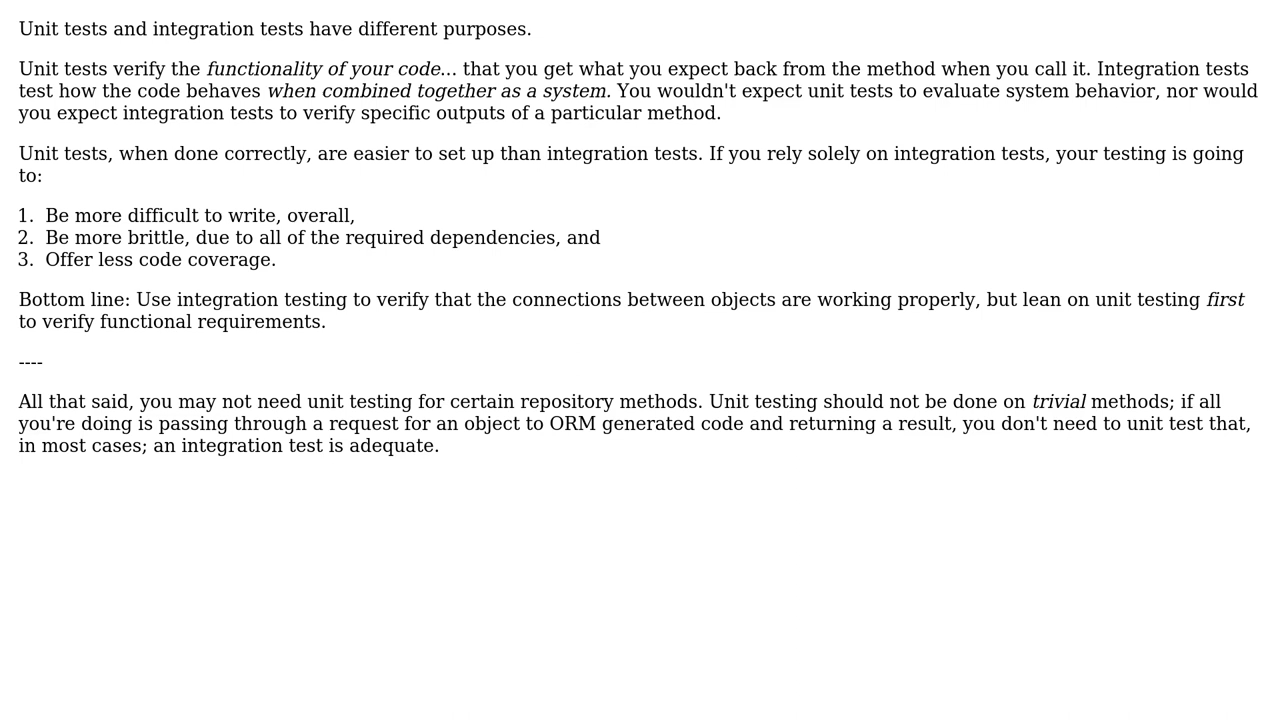 Unit tests and integration tests have different purposes.
Unit tests verify the functionality of your code... that you get what you expect back from the method when you call it. Integration tests
test how the code behaves when combined together as a system. You wouldn't expect unit tests to evaluate system behavior, nor would
you expect integration tests to verify specific outputs of a particular method.
Unit tests, when done correctly, are easier to set up than integration tests. If you rely solely on integration tests, your testing is going
to:
1. Be more difficult to write, overall,
2. Be more brittle, due to all of the required dependencies, and
3. Offer less code coverage.
Bottom line: Use integration testing to verify that the connections between objects are working properly, but lean on unit testing first
to verify functional requirements.
----
All that said, you may not need unit testing for certain repository methods. Unit testing should not be done on trivial methods; if all
you're doing is passing through a request for an object to ORM generated code and returning a result, you don't need to unit test that,
in most cases; an integration test is adequate.